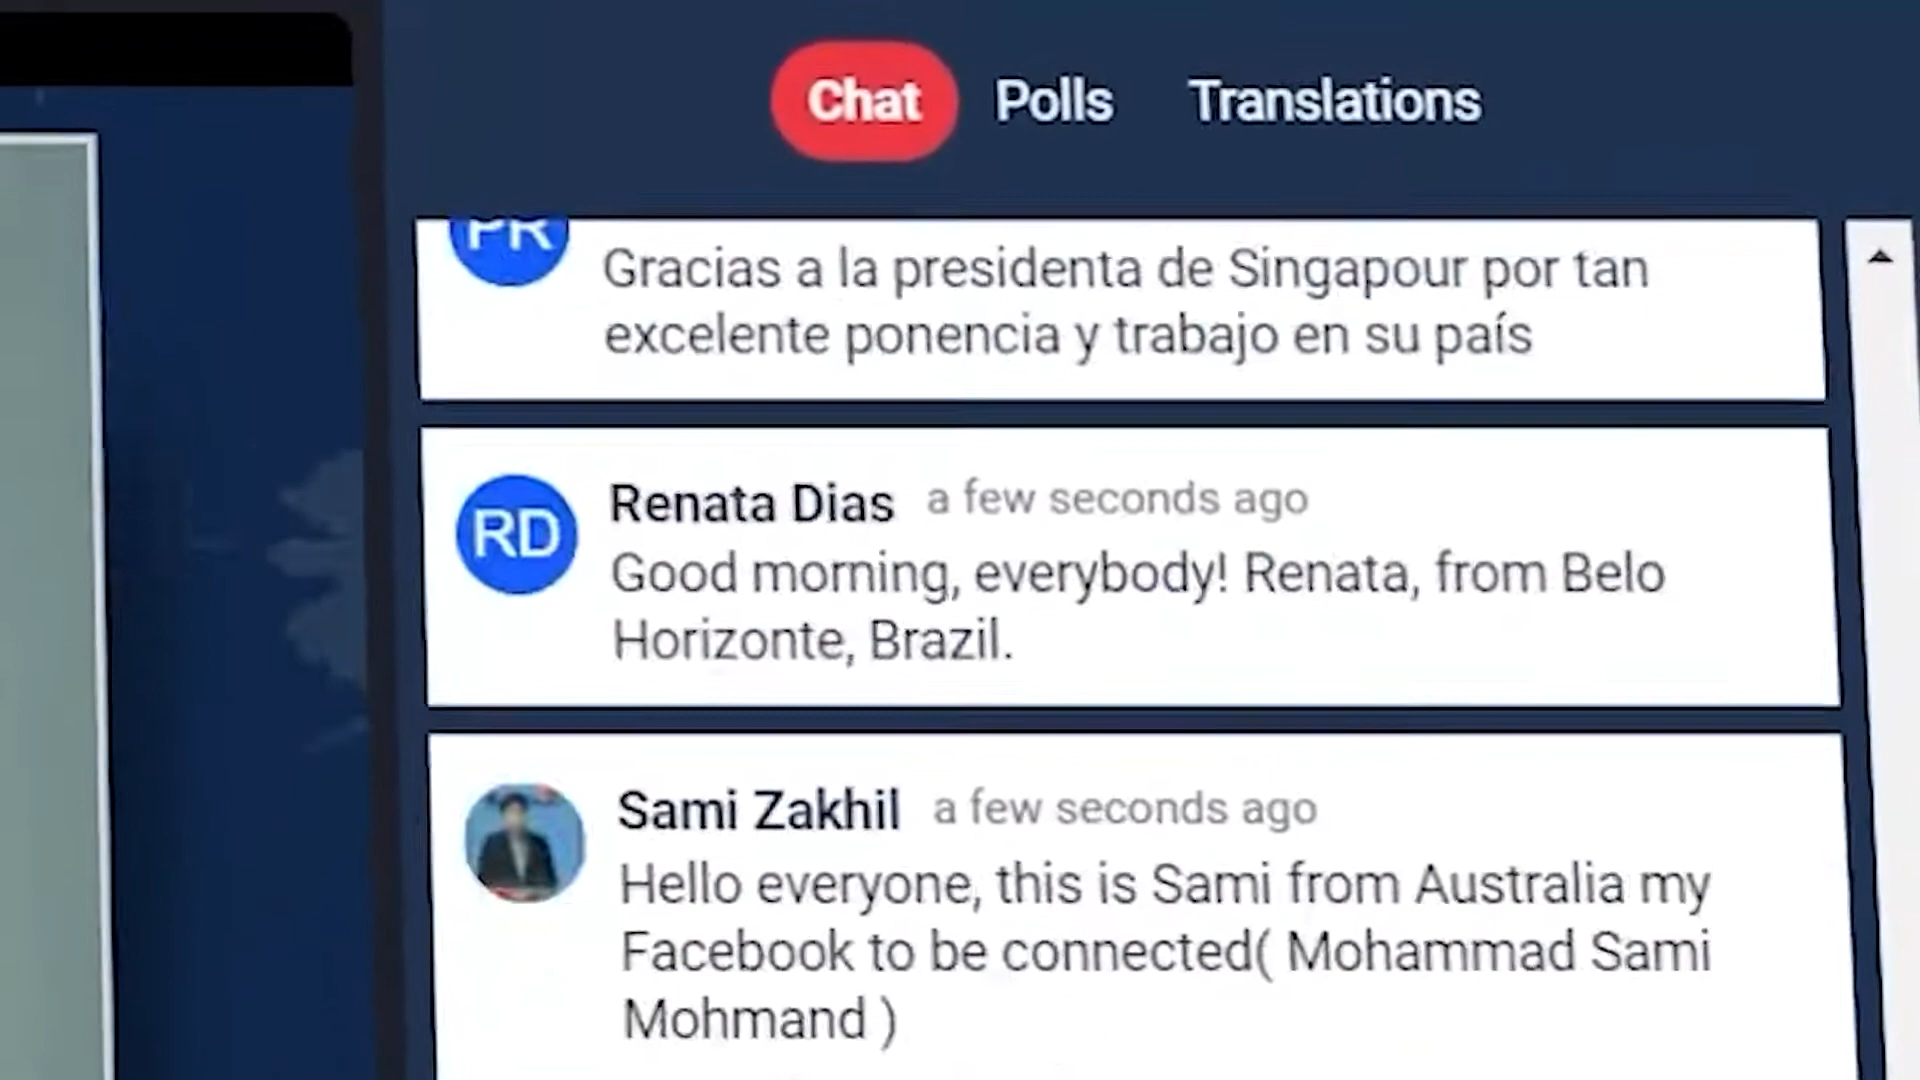 Chat Polls Translations
PR
Gracias a la presidenta de Singapour por tan
excelente ponencia y trabajo en su país
RD
Renata Dias a few seconds ago
Good morning, everybody! Renata, from Belo
Horizonte, Brazil.
Sami Zakhil a few seconds ago
Hello everyone, this is Sami from Australia my
Facebook to be connected( Mohammad Sami
Mohmand )